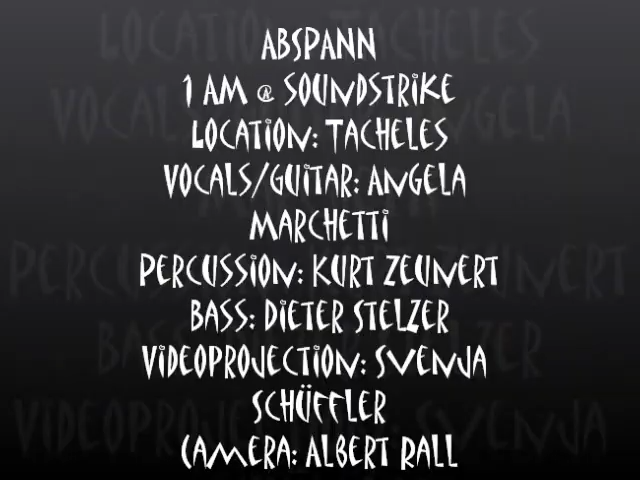 ABSPANN
1 AM @ SOUNDSTRIKE
LOCATION: TACHELES
VOCALS/GUITAR: ANGELA
MARCHETTI
PERCUSSION: KURT ZEUNERT
BASS: DIETER STELZER
VIDEOPROJECTION: SVENJA
SCHÜFFLER
CAMERA: ALBERT RALL